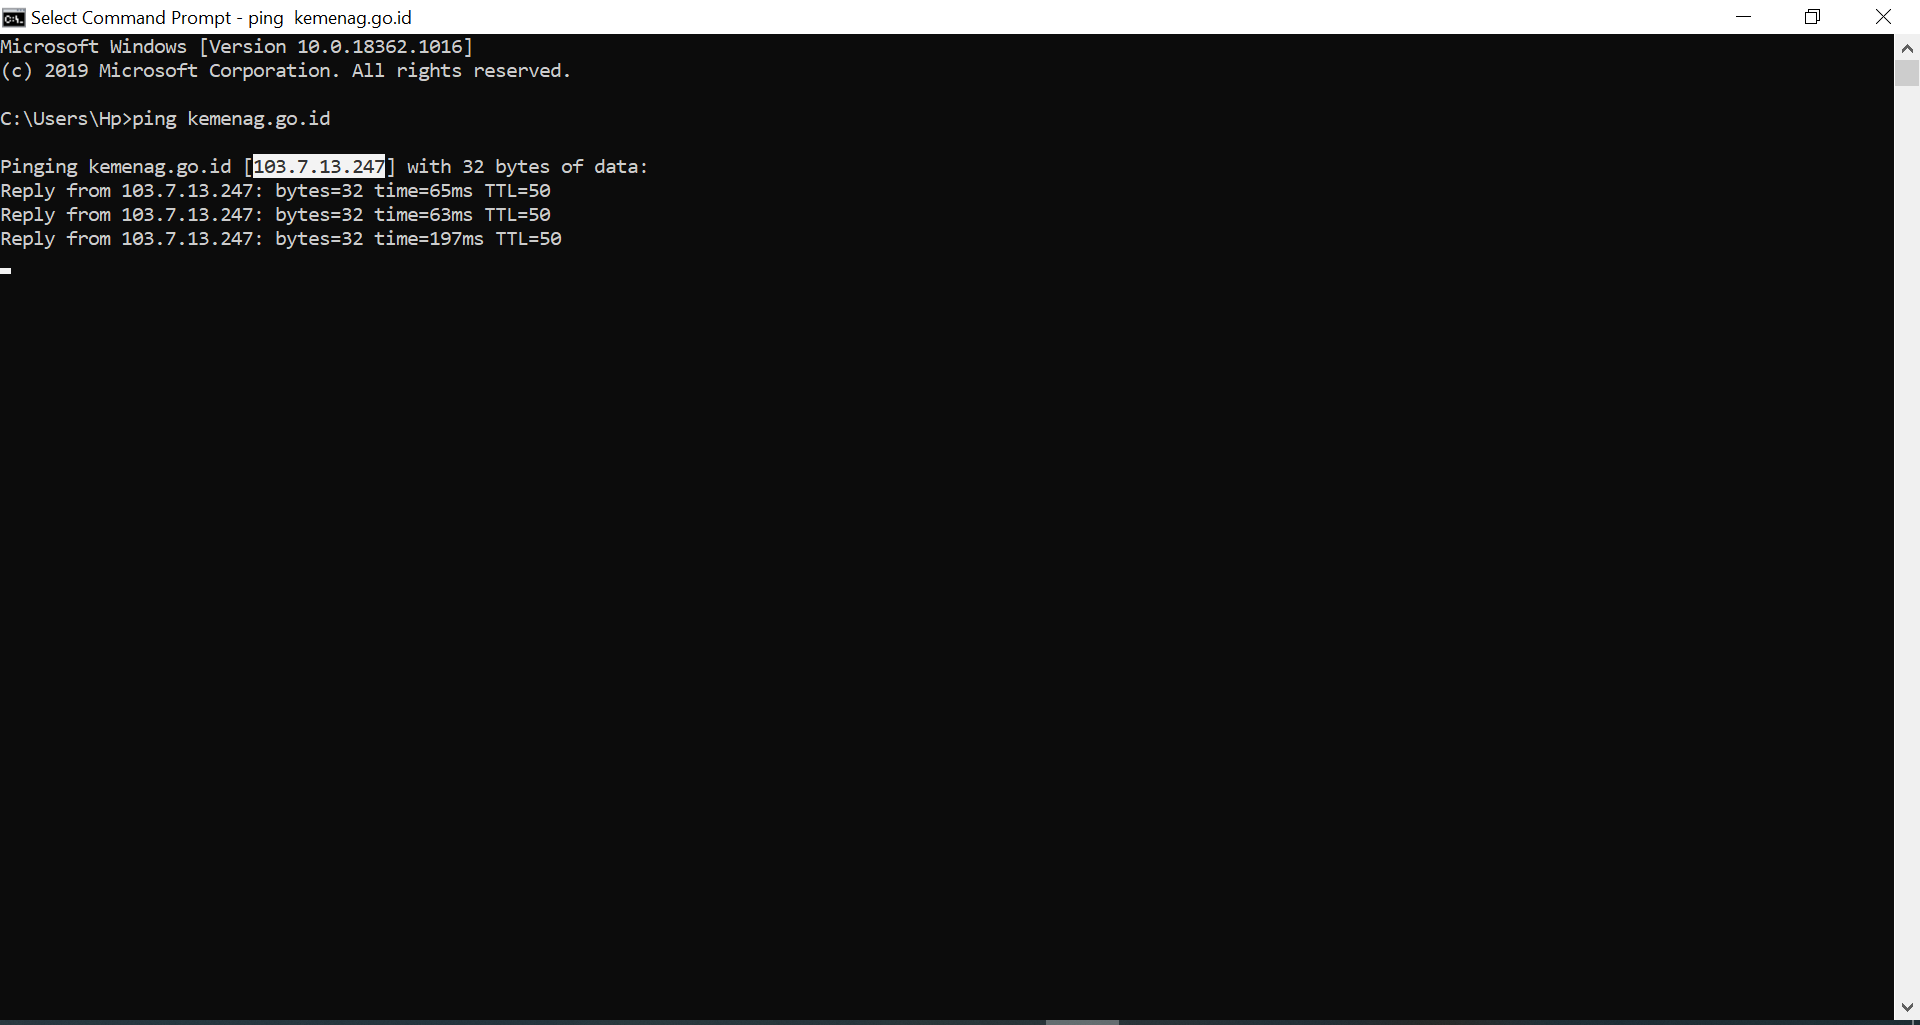 Select Command Prompt - ping  kemenag.go.id
Microsoft Windows [Version 10.0.18362.1016]
(c) 2019 Microsoft Corporation. All rights reserved.
C:\Users\Hp>ping kemenag.go.id
Pinging kemenag.go.id [103.7.13.247] with 32 bytes of data:
Reply from 103.7.13.247: bytes=32 time=65ms TTL=50
Reply from 103.7.13.247: bytes=32 time=63ms TTL=50
Reply from 103.7.13.247: bytes=32 time=197ms TTL=50